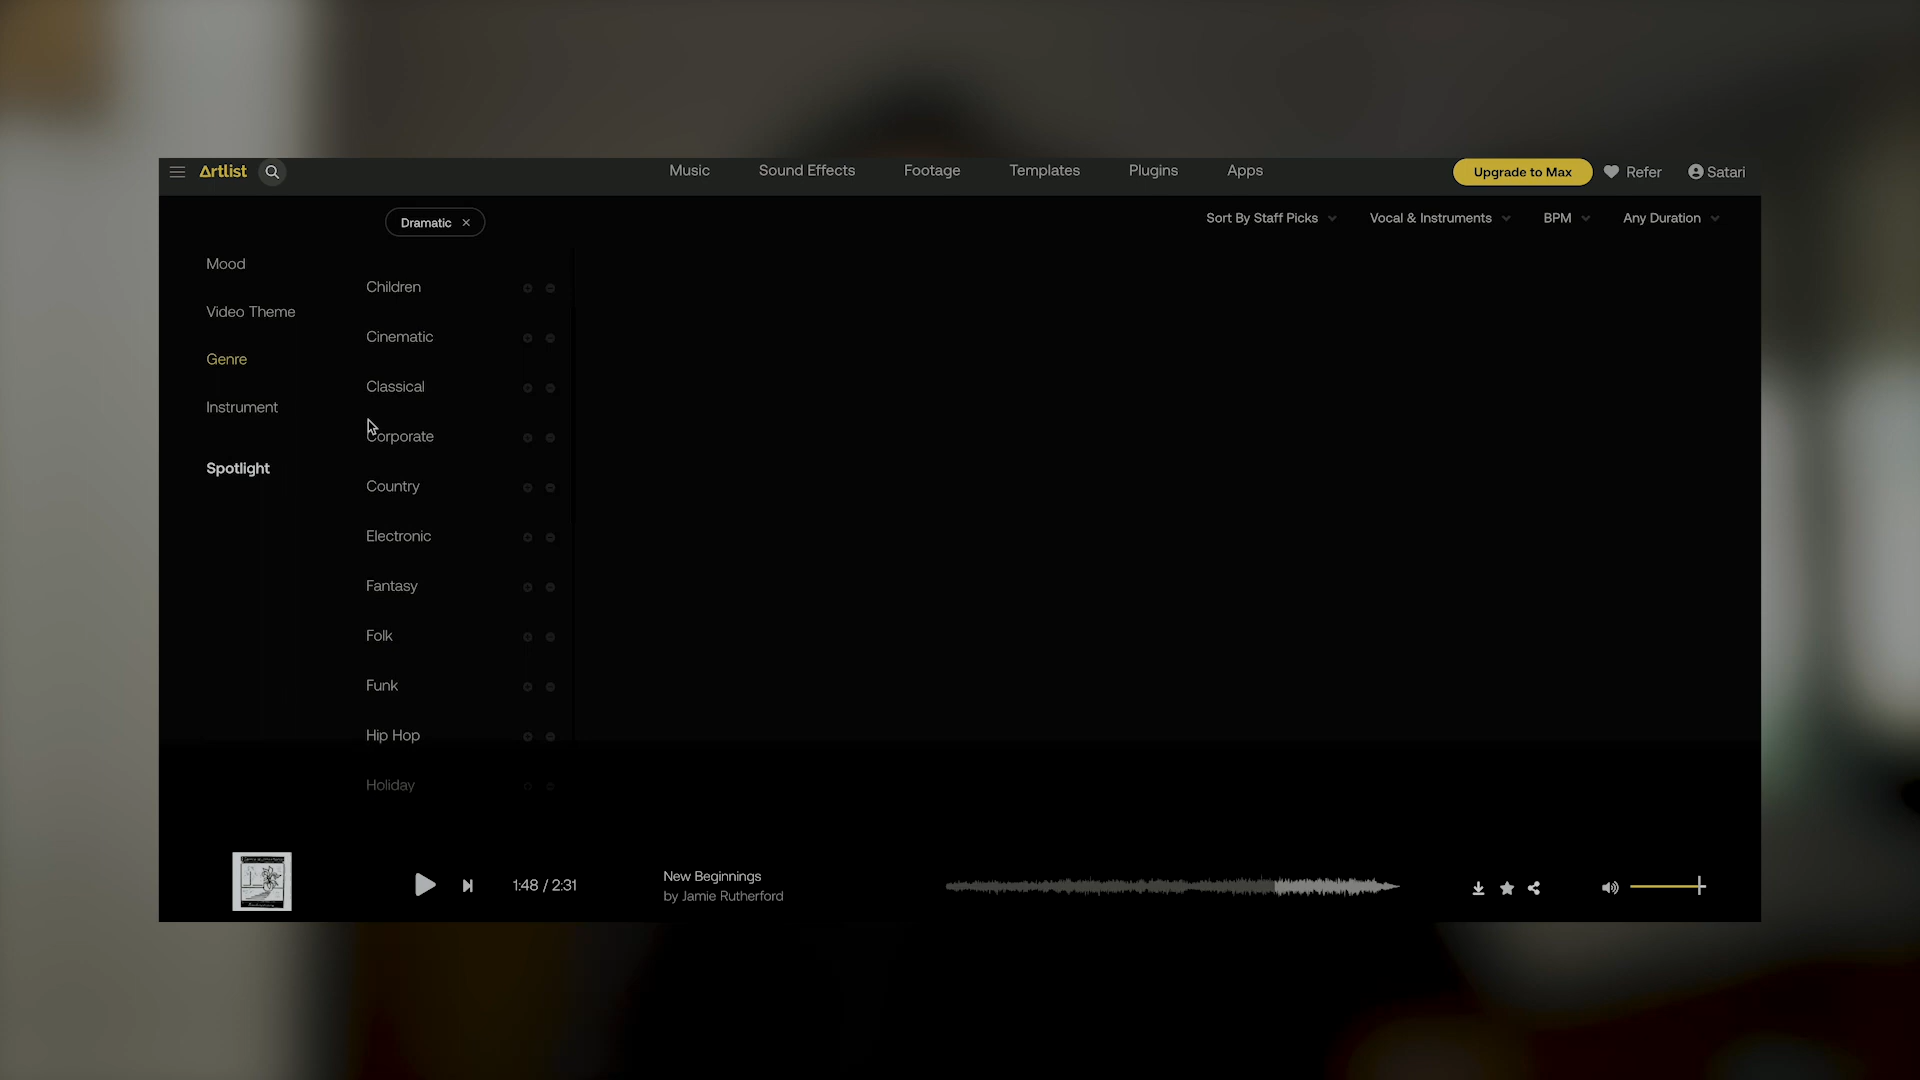 Artlist
Music
Sound Effects
Footage
Templates
Plugins
Apps
Upgrade to Max
Refer
Satari
Dramatic
Sort By Staff Picks
Vocal & Instruments
BPM
Any Duration
Mood
Video Theme
Genre
Instrument
Spotlight
Children
Cinematic
Classical
Corporate
Country
Electronic
Fantasy
Folk
Funk
Hip Hop
Holiday
1:48 / 2:31
New Beginnings
by Jamie Rutherford